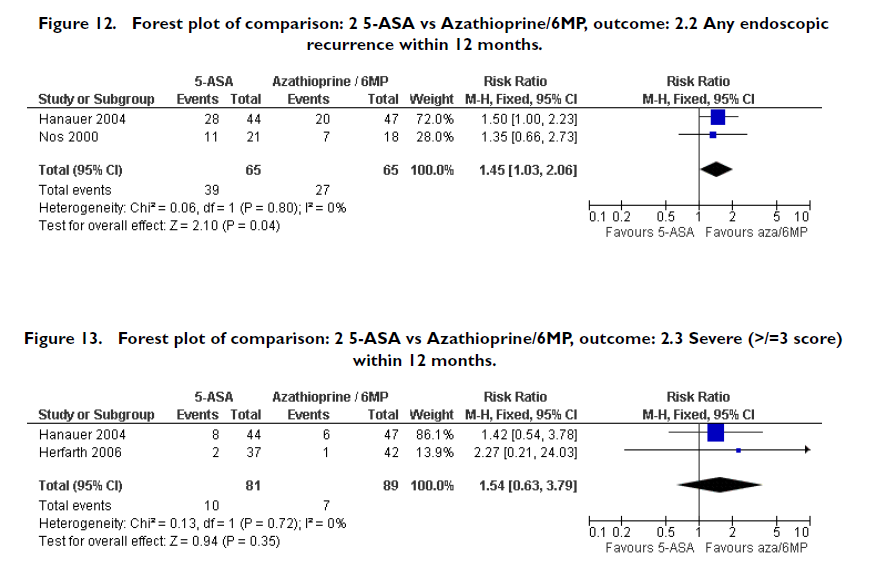 Figure 12. Forest plot of comparison: 2 5-ASA vs Azathioprine/6MP, outcome: 2.2 Any endoscopic
recurrence within 12 months.
5-ASA Azathioprine / 6MP Risk Ratio Risk Ratio
Study or Subgroup Events Total Events Total Weight M-H, Fixed, 95% CI M-H, Fixed, 95% CI
Hanauer 2004 28 44 20 47 72.0% 1.50 [1.00, 2.23]
Nos 2000 11 21 7 18 28.0% 1.35 [0.66, 2.73]
Total (95% CI) 65 65 100.0% 1.45 [1.03, 2.06]
Total events 39 27
Heterogeneity: Chi² = 0.06, df = 1 (P = 0.80); I² = 0%
Test for overall effect: Z = 2.10 (P = 0.04)
0.1 0.2 0.5 1 2 5 10
Favours 5-ASA Favours aza/6MP
Figure 13. Forest plot of comparison: 2 5-ASA vs Azathioprine/6MP, outcome: 2.3 Severe (>/=3 score)
within 12 months.
5-ASA Azathioprine / 6MP Risk Ratio Risk Ratio
Study or Subgroup Events Total Events Total Weight M-H, Fixed, 95% CI M-H, Fixed, 95% CI
Hanauer 2004 8 44 6 47 86.1% 1.42 [0.54, 3.78]
Herfarth 2006 2 37 1 42 13.9% 2.27 [0.21, 24.03]
Total (95% CI) 81 89 100.0% 1.54 [0.63, 3.79]
Total events 10 7
Heterogeneity: Chi² = 0.13, df = 1 (P = 0.72); I² = 0%
Test for overall effect: Z = 0.94 (P = 0.35)
0.1 0.2 0.5 1 2 5 10
Favours 5-ASA Favours aza/6MP